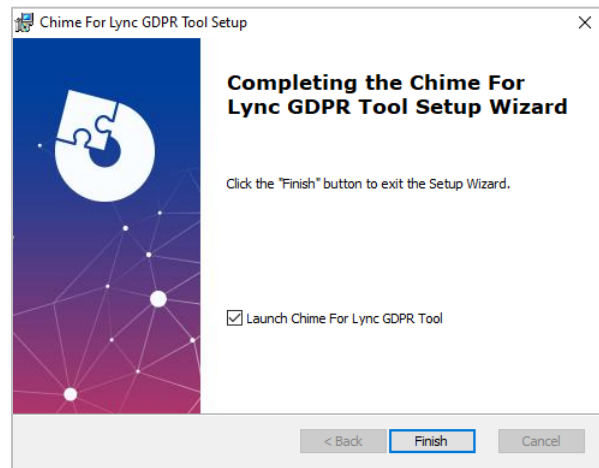 Chime For Lync GDPR Tool Setup
Completing the Chime For
Lync GDPR Tool Setup Wizard
Click the "Finish" button to exit the Setup Wizard.
Launch Chime For Lync GDPR Tool
< Back Finish Cancel